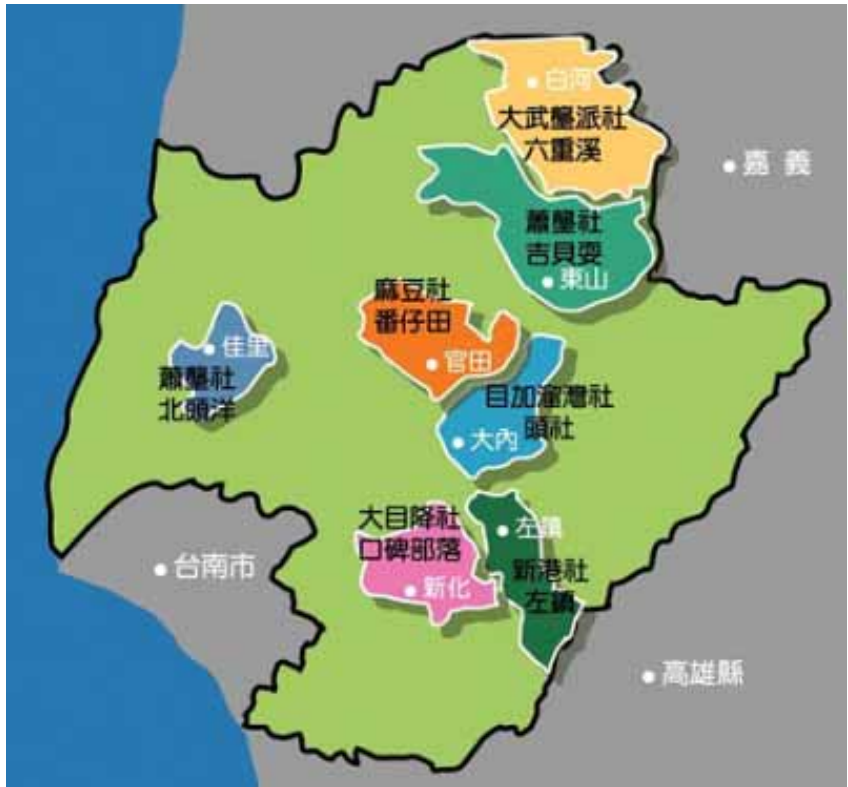 白河
大武壠派社
六重溪
嘉義
蕭壠社
吉貝耍
東山
麻豆社
番仔田
官田
佳里
蕭壠社
北頭洋
目加溜灣社
頭社
大內
大目降社
口碑部落
新化
左鎮
新港社
左鎮
台南市
高雄縣